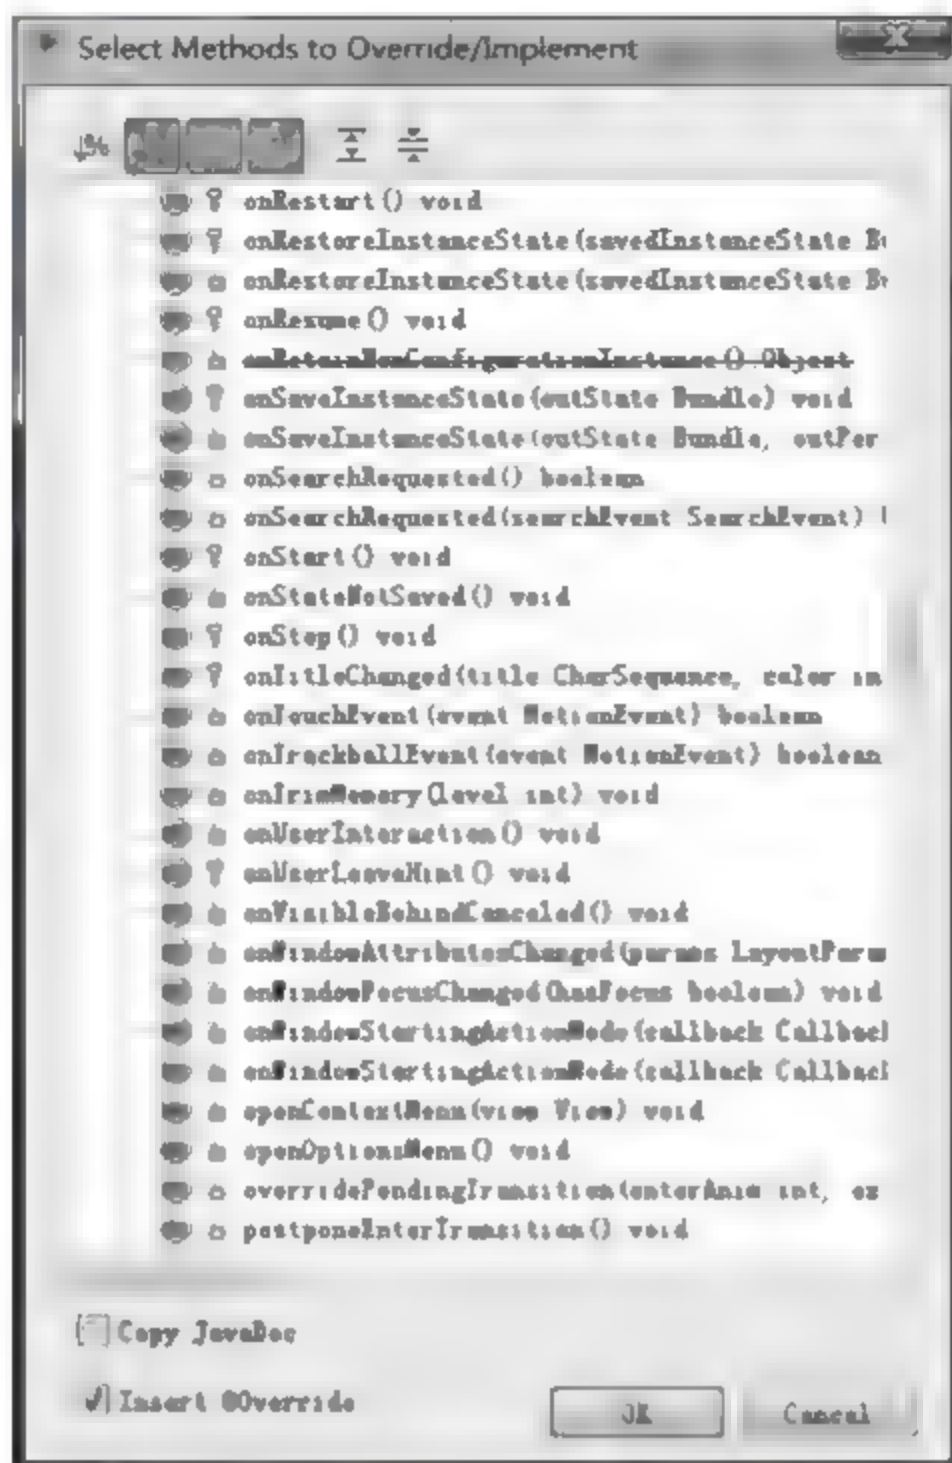 Select Methods to Override/Implement
onRestart() void
onRestoreInstanceState(savedInstanceState
onRestoreInstanceState(savedInstanceState
onResume() void
onRetainNonConfigurationInstance() Object
onSaveInstanceState(outState Bundle) void
onSaveInstanceState(outState Bundle, outPer
onSearchRequested() boolean
onSearchRequested(searchEvent SearchEvent)
onStart() void
onStateNotSaved() void
onStop() void
onTitleChanged(title CharSequence, color in
onTouchEvent(event MotionEvent) boolean
onTrackballEvent(event MotionEvent) boolean
onTrimMemory(level int) void
onUserInteraction() void
onUserLeaveHint() void
onVisibleBehindCanceled() void
onWindowAttributesChanged(params LayoutParam
onWindowFocusChanged(hasFocus boolean) void
onWindowStartingActionMode(callback Callbac
onWindowStartingActionMode(callback Callbac
openContextMenu(view View) void
openOptionsMenu() void
overridePendingTransition(enterAnim int, ex
postponeEnterTransition() void
Copy JavaDoc
Insert @Override
OK Cancel